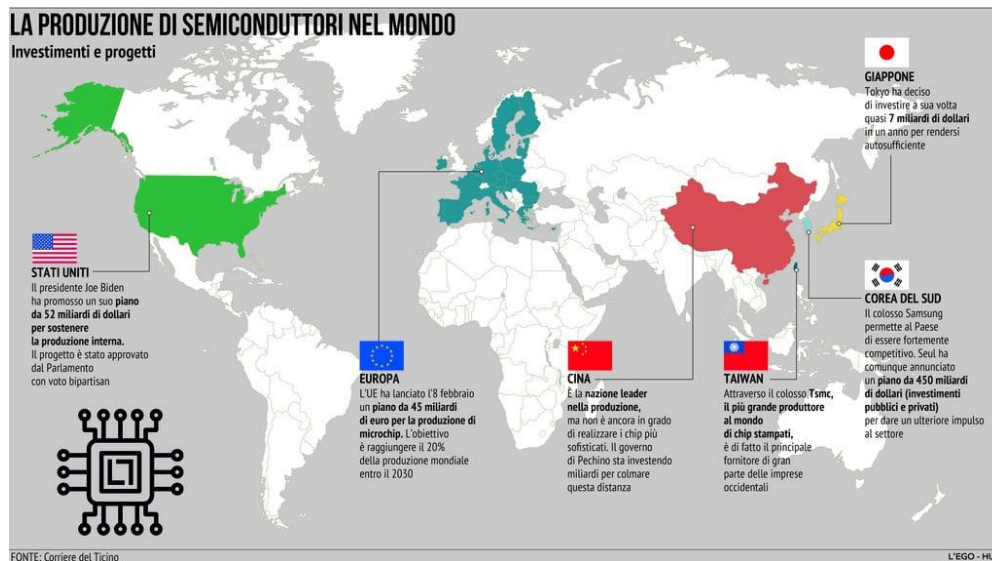 LA PRODUZIONE DI SEMICONDUTTORI NEL MONDO
Investimenti e progetti
GIAPPONE
Tokyo ha deciso
di investire a sua volta
quasi 7 miliardi di dollari
in un anno per rendersi
autosufficiente
STATI UNITI
Il presidente Joe Biden
ha promosso un suo piano
da 52 miliardi di dollari
per sostenere
la produzione interna.
Il progetto è stato approvato
dal Parlamento
con voto bipartisan
EUROPA
L'UE ha lanciato l'8 febbraio
un piano da 45 miliardi
di euro per la produzione di
microchip. L'obiettivo
è raggiungere il 20%
della produzione mondiale
entro il 2030
CINA
È la nazione leader
nella produzione,
ma non è ancora in grado
di realizzare i chip più
sofisticati. Il governo
di Pechino sta investendo
miliardi per colmare
questa distanza
TAIWAN
Attraverso il colosso Tsmc,
il più grande produttore
al mondo
di chip stampati,
è di fatto il principale
fornitore di gran
parte delle imprese
occidentali
COREA DEL SUD
Il colosso Samsung
permette al Paese
di essere fortemente
competitivo. Seul ha
comunque annunciato
un piano da 450 miliardi
di dollari (investimenti
pubblici e privati)
per dare un ulteriore impulso
al settore
FONTE: Corriere del Ticino
L'EGO - HU